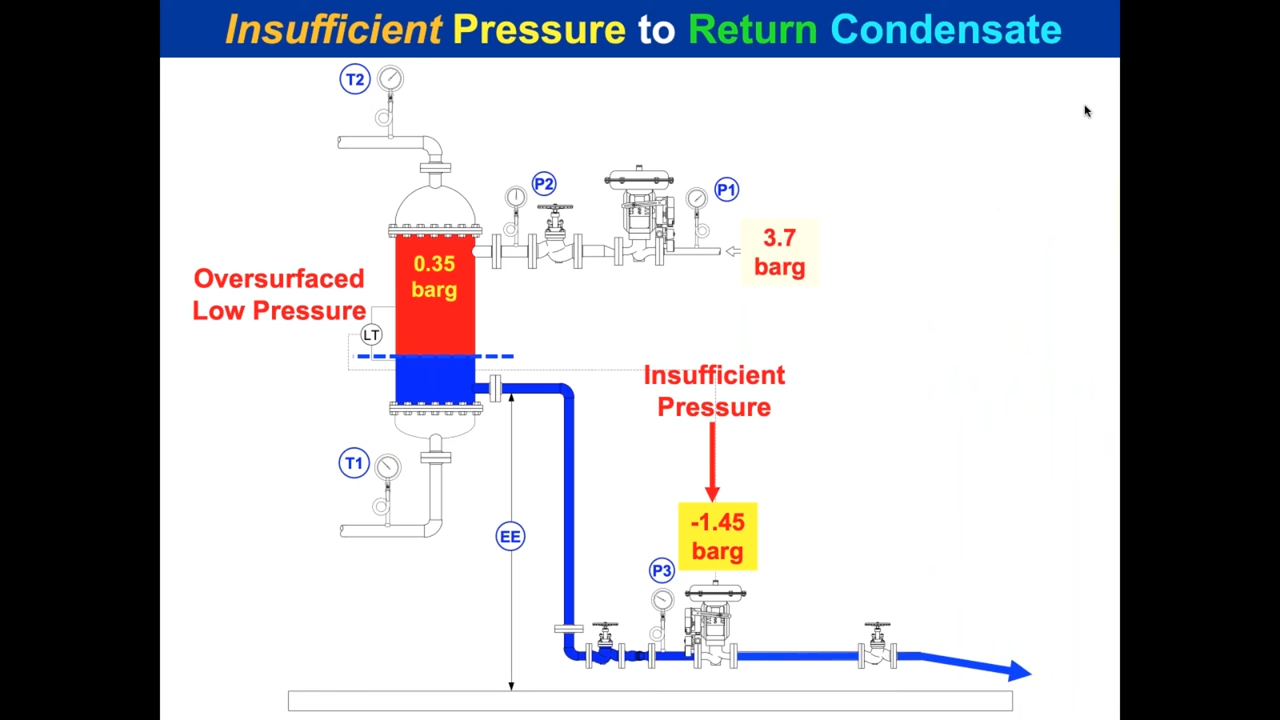 Insufficient Pressure to Return Condensate
T2
P2
P1
3.7
barg
0.35
barg
Oversurfaced
Low Pressure
LT
Insufficient
Pressure
T1
-1.45
barg
EE
P3